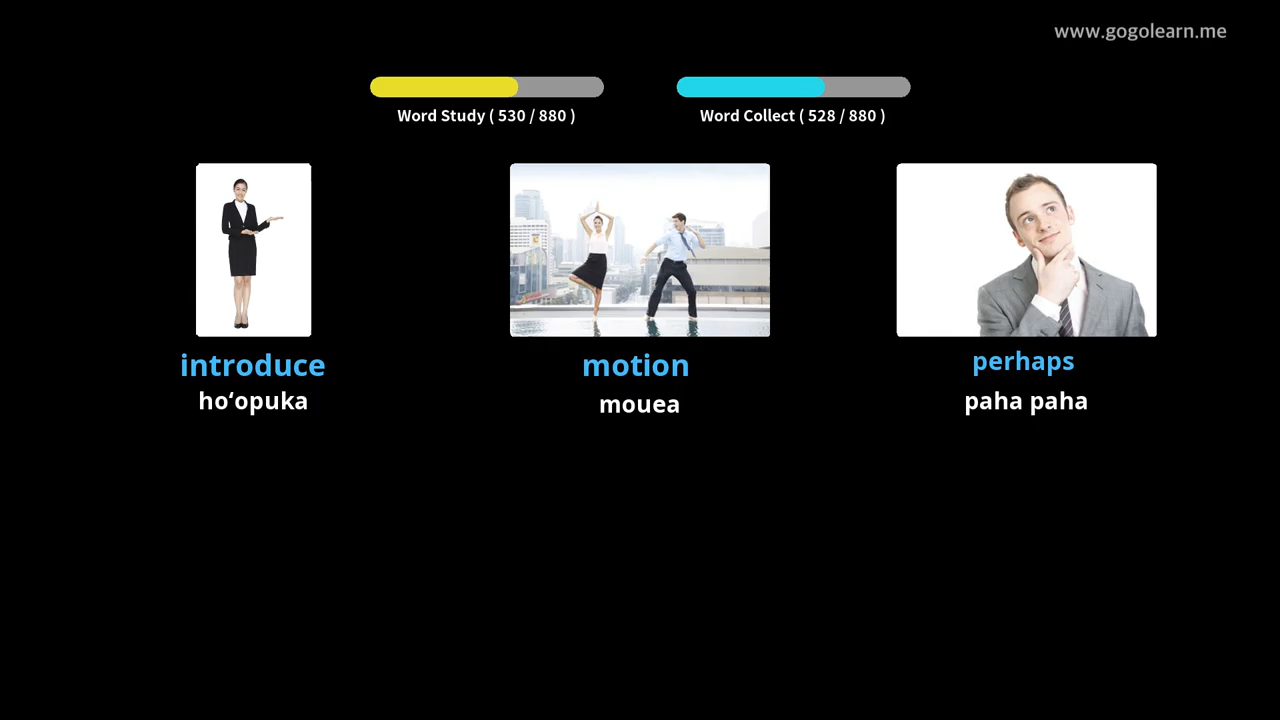 www.gogolearn.me
Word Study ( 530 / 880 )
Word Collect ( 528 / 880 )
introduce
hoʻopuka
motion
mouea
perhaps
paha paha